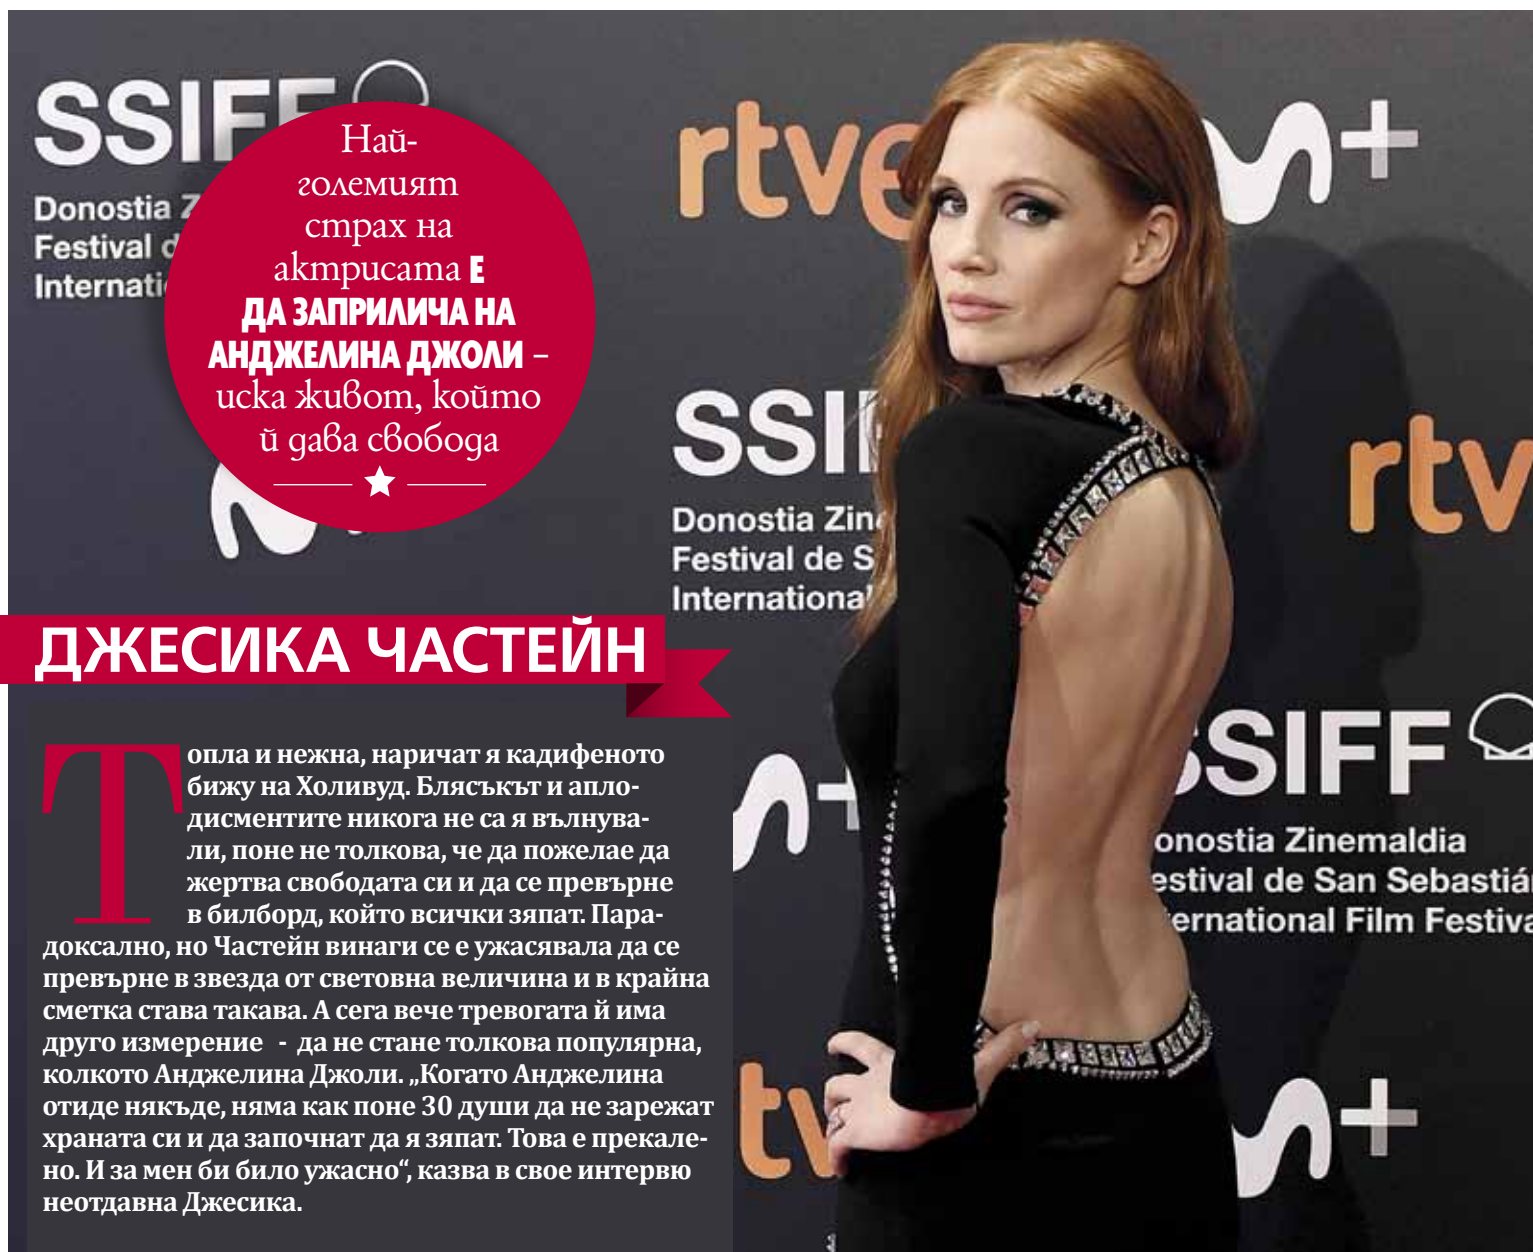 SSIFF
Donostia Z
Festival d
Internati
Най-
големият
страх на
актрисата Е
ДА ЗАПРИЛИЧА НА
АНДЖЕЛИНА ДЖОЛИ –
иска живот, който
ѝ дава свобода
rtve
m+
SSIF
Donostia Zine
Festival de S
International
rtv
ДЖЕСИКА ЧАСТЕЙН
Топла и нежна, наричат я кадифеното
бижу на Холивуд. Блясъкът и апло-
дисментите никога не са я вълнува-
ли, поне не толкова, че да пожелае да
жертва свободата си и да се превърне
в билборд, който всички зяпат. Пара-
доксално, но Частейн винаги се е ужасявала да се
превърне в звезда от световна величина и в крайна
сметка става такава. А сега вече тревогата й има
друго измерение - да не стане толкова популярна,
колкото Анджелина Джоли. „Когато Анджелина
отиде някъде, няма как поне 30 души да не зарежат
храната си и да започнат да я зяпат. Това е прекале-
но. И за мен би било ужасно“, казва в свое интервю
неотдавна Джесика.
m+
SSIFF
onostia Zinemaldia
estival de San Sebastiá
ernational Film Festiva
tv
m+